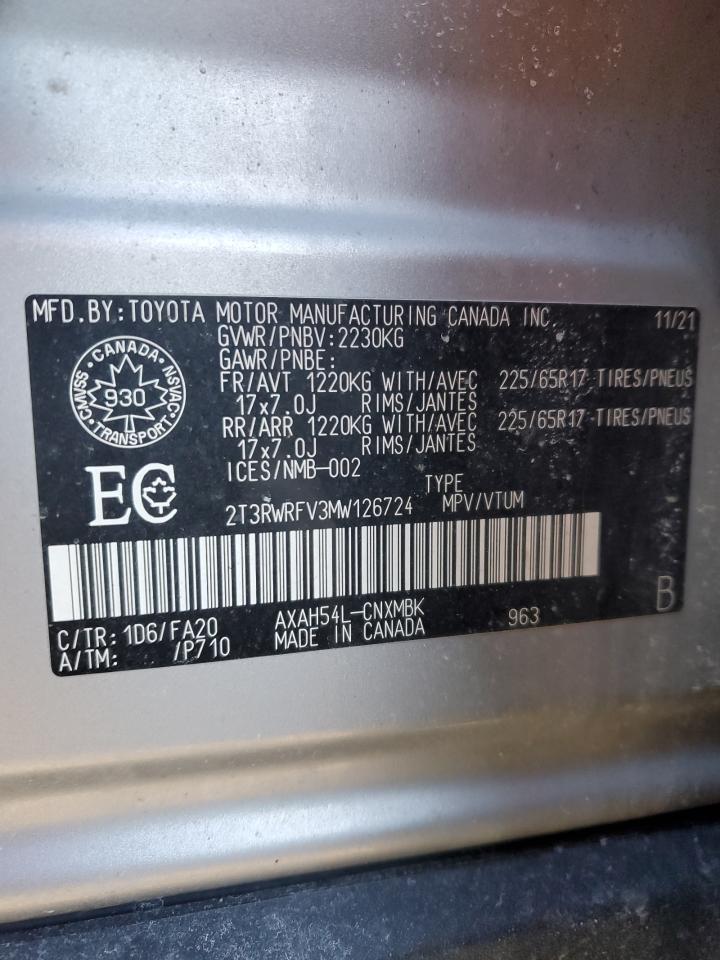 MFD.BY:TOYOTA MOTOR MANUFACTURING CANADA INC. 11/21
GVWR/PNBV:2230KG
GAWR/PNBE:
FR/AVT 1220KG WITH/AVEC 225/65R17 TIRES/PNEUS
17x7.0J RIMS/JANTES
RR/ARR 1220KG WITH/AVEC 225/65R17 TIRES/PNEUS
17x7.0J RIMS/JANTES
ICES/NMB-002
CANADA
CMVSS 930 NSVAC
TRANSPORT
EC
TYPE
2T3RWRFV3MW126724 MPV/VTUM
C/TR: 1D6/FA20 AXAH54L-CNXMBK 963 B
A/TM: /P710 MADE IN CANADA